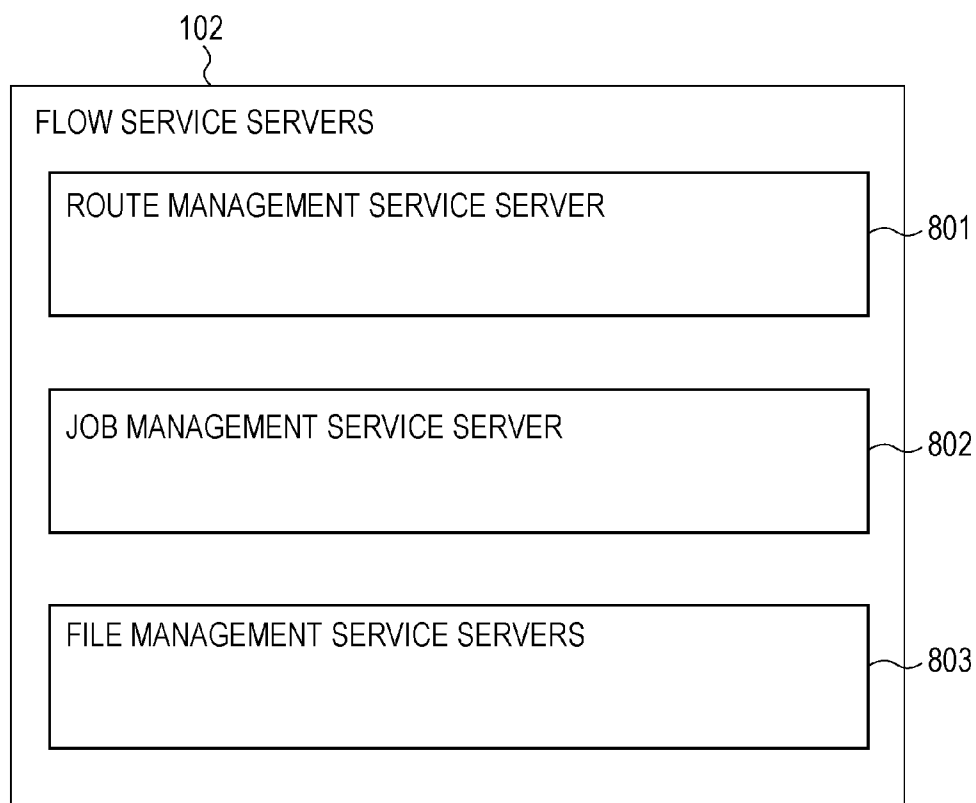 102
FLOW SERVICE SERVERS
ROUTE MANAGEMENT SERVICE SERVER
801
JOB MANAGEMENT SERVICE SERVER
802
FILE MANAGEMENT SERVICE SERVERS
803